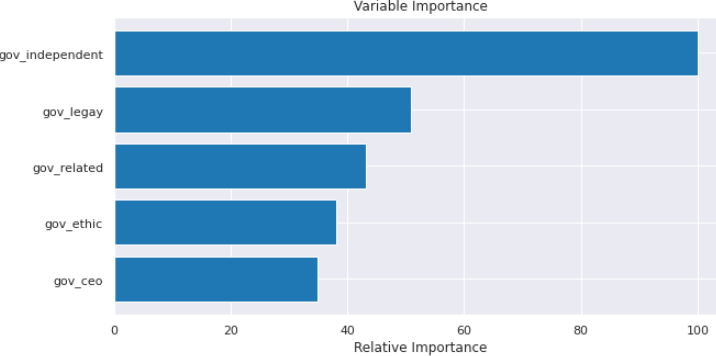 Variable Importance
gov_independent
gov_legay
gov_related
gov_ethic
gov_ceo
0 20 40 60 80 100
Relative Importance